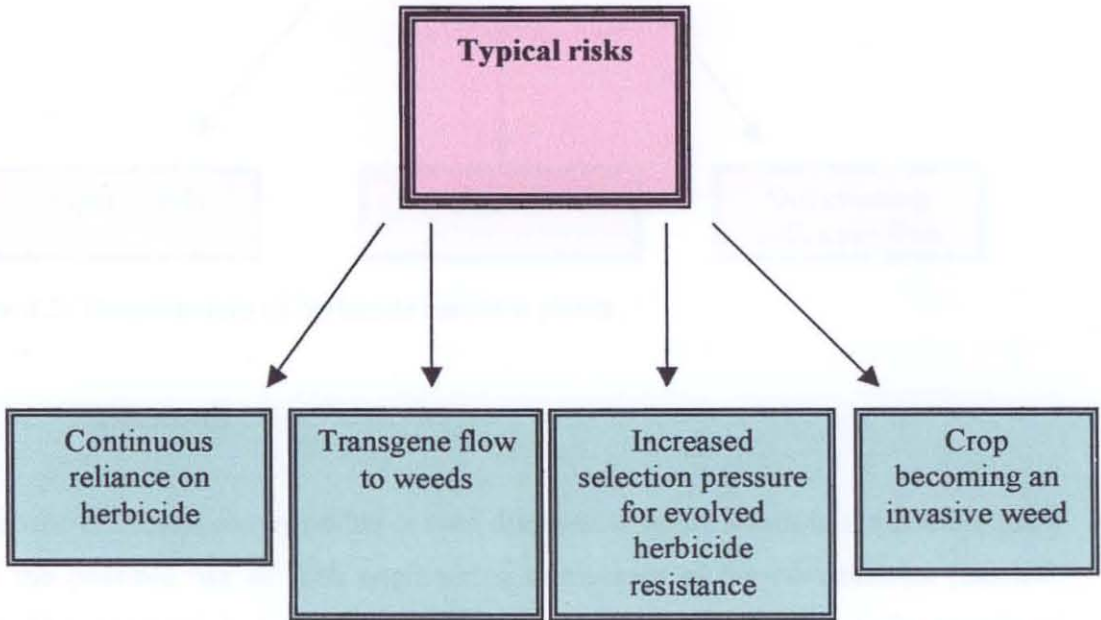 Typical risks
Continuous
reliance on
herbicide
Transgene flow
to weeds
Increased
selection pressure
for evolved
herbicide
resistance
Crop
becoming an
invasive weed